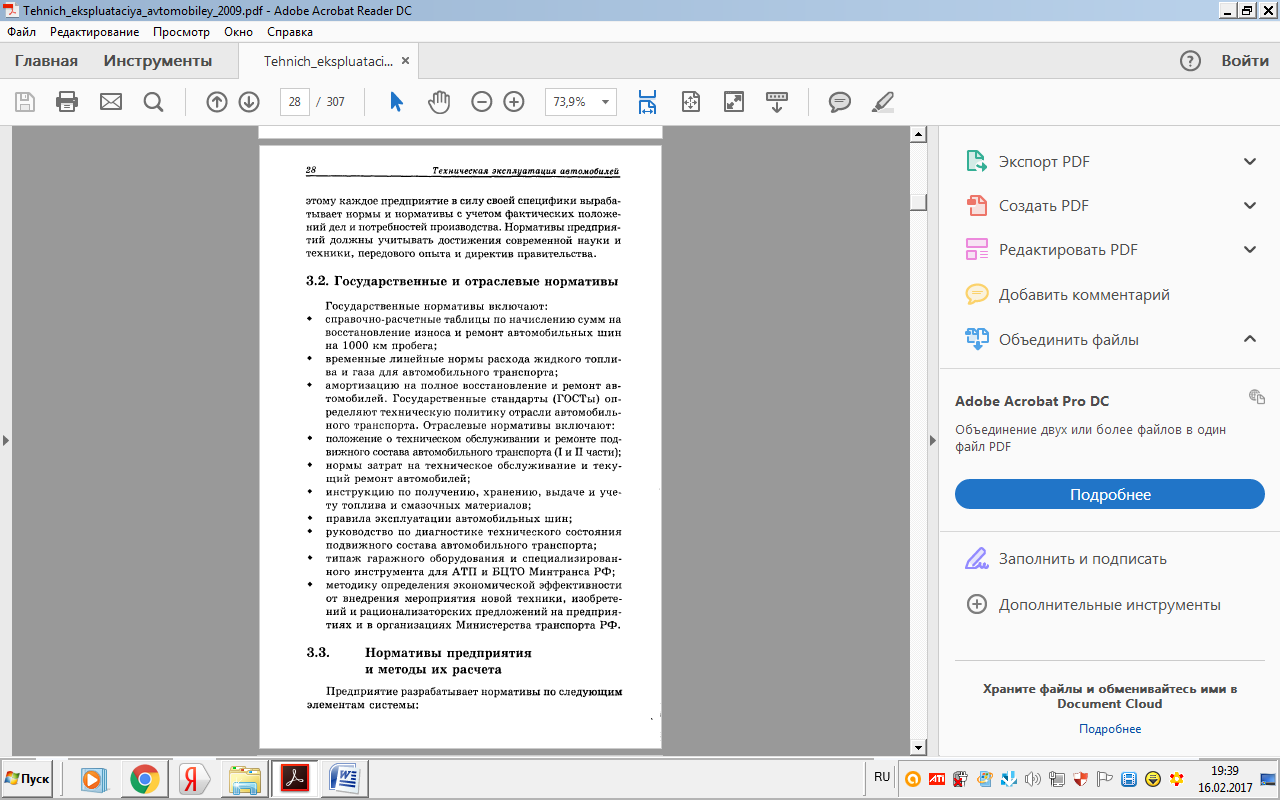 Tehnich_ekspluataciya_avtomobiley_2009.pdf - Adobe Acrobat Reader DC
Файл Редактирование Просмотр Окно Справка
Главная Инструменты Tehnich_ekspluataci... × ? Войти
28 / 307 73,9%
28 Техническая эксплуатация автомобилей
этому каждое предприятие в силу своей специфики выраба-
тывает нормы и нормативы с учетом фактических положе-
ний дел и потребностей производства. Нормативы предприя-
тий должны учитывать достижения современной науки и
техники, передового опыта и директив правительства.
3.2. Государственные и отраслевые нормативы
Государственные нормативы включают:
• справочно-расчетные таблицы по начислению сумм на
восстановление износа и ремонт автомобильных шин
на 1000 км пробега;
• временные линейные нормы расхода жидкого топли-
ва и газа для автомобильного транспорта;
• амортизацию на полное восстановление и ремонт ав-
томобилей. Государственные стандарты (ГОСТы) оп-
ределяют техническую политику отрасли автомобиль-
ного транспорта. Отраслевые нормативы включают:
• положение о техническом обслуживании и ремонте под-
вижного состава автомобильного транспорта (I и II части);
• нормы затрат на техническое обслуживание и теку-
щий ремонт автомобилей;
• инструкцию по получению, хранению, выдаче и уче-
ту топлива и смазочных материалов;
• правила эксплуатации автомобильных шин;
• руководство по диагностике технического состояния
подвижного состава автомобильного транспорта;
• типаж гаражного оборудования и специализирован-
ного инструмента для АТП и БЦТО Минтранса РФ;
• методику определения экономической эффективности
от внедрения мероприятия новой техники, изобрете-
ний и рационализаторских предложений на предприя-
тиях и в организациях Министерства транспорта РФ.
3.3. Нормативы предприятия
и методы их расчета
Предприятие разрабатывает нормативы по следующим
элементам системы:
Экспорт PDF
Создать PDF
Редактировать PDF
Добавить комментарий
Объединить файлы
Adobe Acrobat Pro DC
Объединение двух или более файлов в один
файл PDF
Подробнее
Заполнить и подписать
Дополнительные инструменты
Храните файлы и обменивайтесь ими в
Document Cloud
Подробнее
Пуск
RU
19:39
16.02.2017